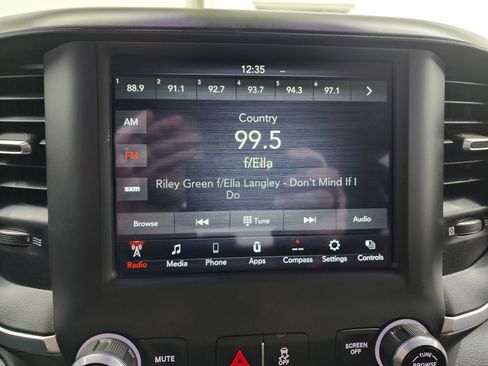 12:35 --
1 88.9 2 91.1 3 92.7 4 93.7 5 94.3 6 97.1
AM
Country
99.5
FM
f/Ella
sxm
Riley Green f/Ella Langley - Don't Mind If I
Do
Browse Tune Audio
Radio Media Phone Apps Compass Settings Controls
MUTE
OFF
SCREEN
OFF
TUNE
BROWSE